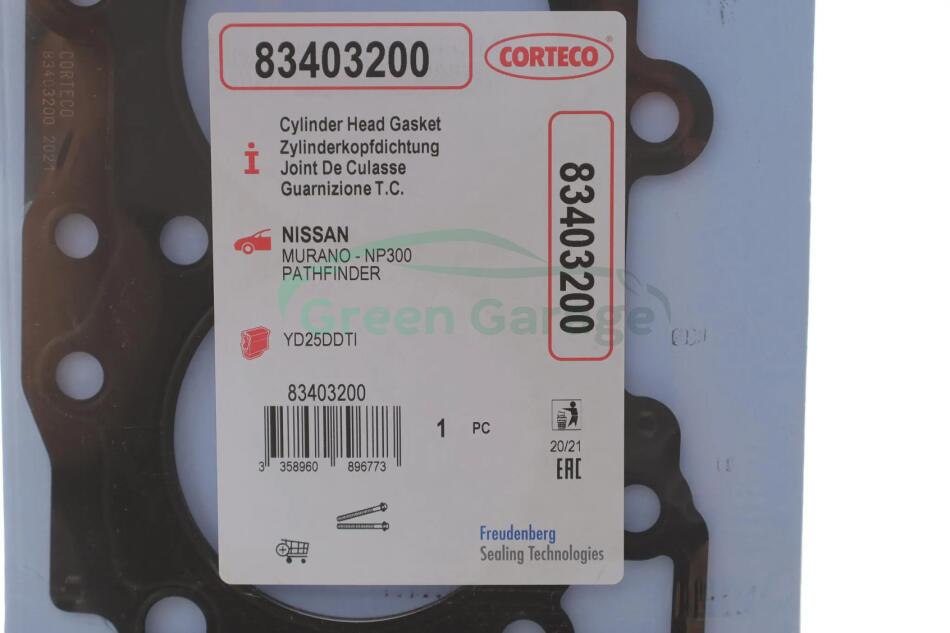 83403200
CORTECO®
Cylinder Head Gasket
Zylinderkopfdichtung
Joint De Culasse
Guarnizione T.C.
83403200
NISSAN
MURANO - NP300
PATHFINDER
YD25DDTI
83403200
3 358960 896773
1 PC
20/21
EAC
Freudenberg
Sealing Technologies
CORTECO
83403200 2021
Green Garage